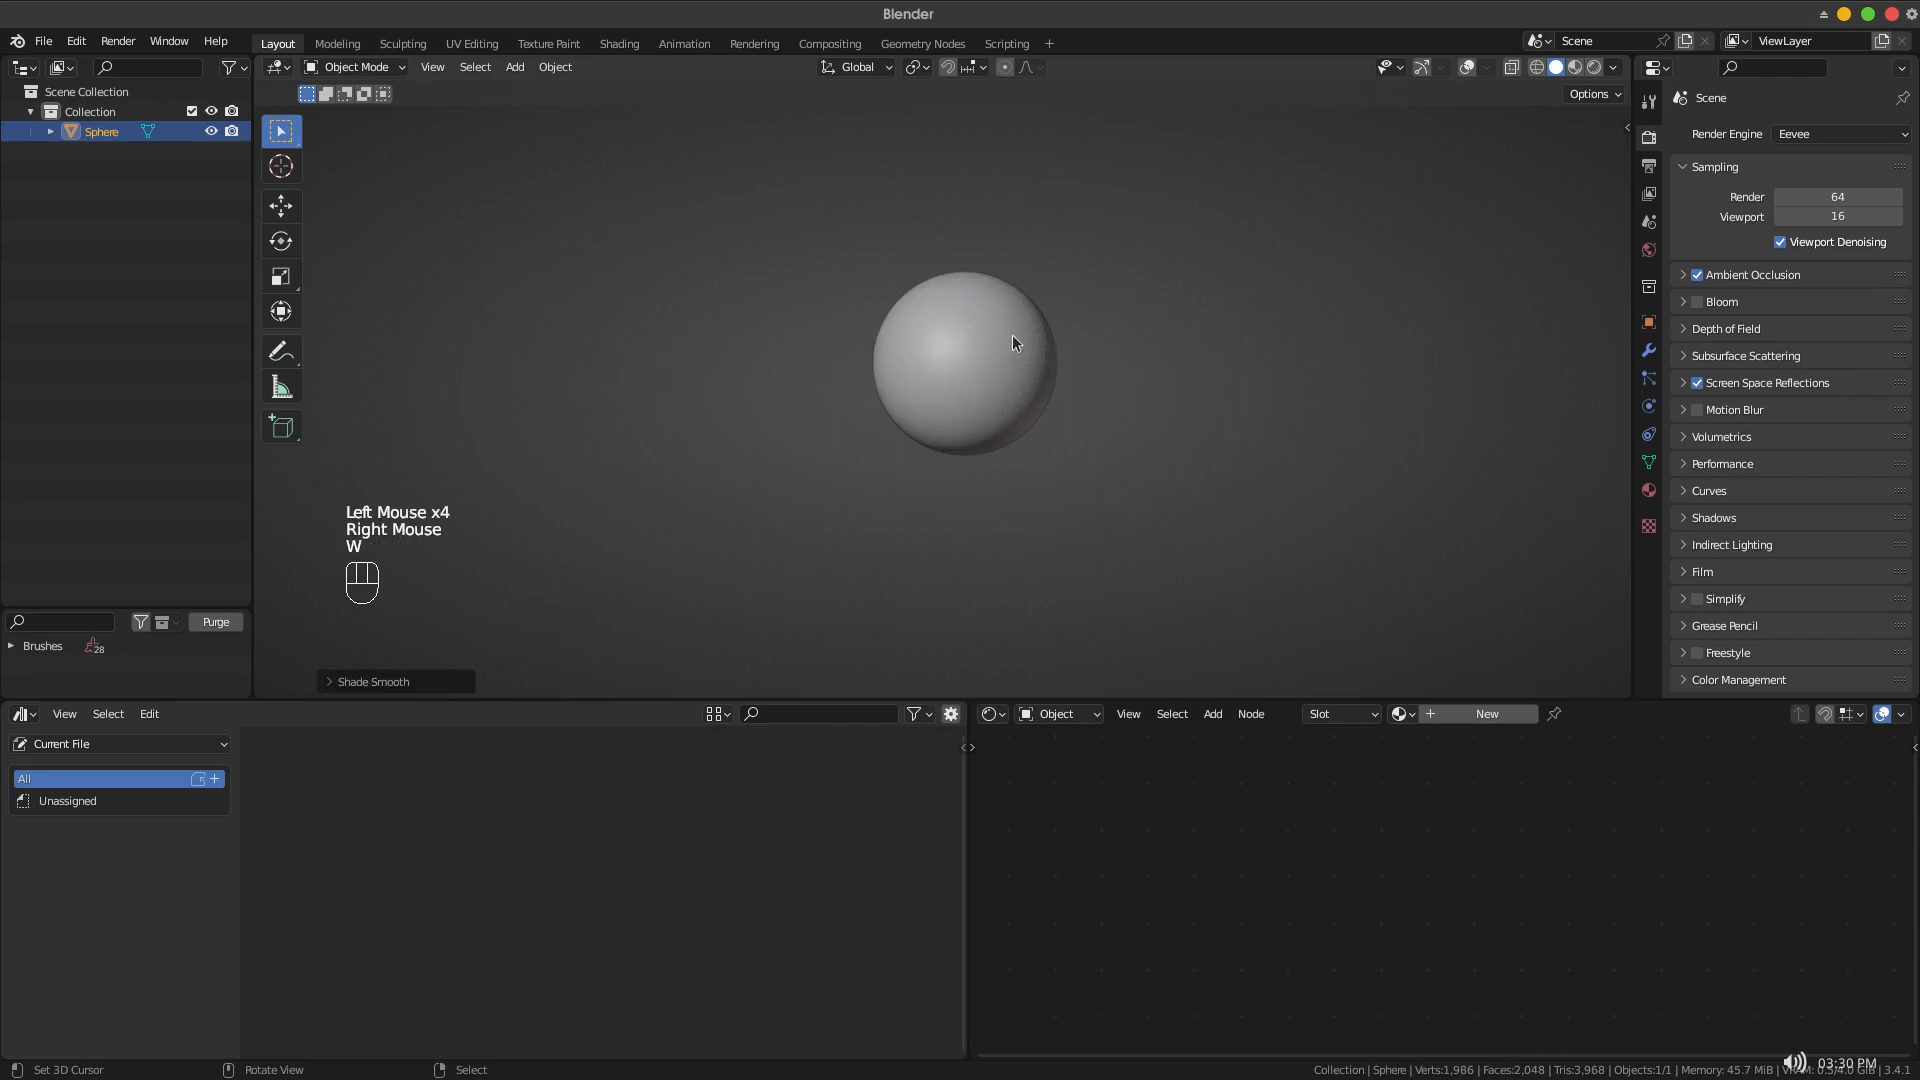 Blender
File Edit Render Window Help
Layout Modeling Sculpting UV Editing Texture Paint Shading Animation Rendering Compositing Geometry Nodes Scripting +
Scene
ViewLayer
Object Mode View Select Add Object
Global
Options
Scene Collection
Collection
Sphere
Scene
Render Engine Eevee
Sampling
Render 64
Viewport 16
Viewport Denoising
Ambient Occlusion
Bloom
Depth of Field
Subsurface Scattering
Screen Space Reflections
Motion Blur
Volumetrics
Performance
Curves
Shadows
Indirect Lighting
Film
Simplify
Grease Pencil
Freestyle
Color Management
Left Mouse x4
Right Mouse
W
Shade Smooth
Purge
Brushes 28
View Select Edit
Current File
All
Unassigned
Object View Select Add Node Slot New
Set 3D Cursor Rotate View Select
Collection | Sphere | Verts:1,986 | Faces:2,048 | Tris:3,968 | Objects:1/1 | Memory: 45.7 MiB | | 3.4.1
03:30 PM